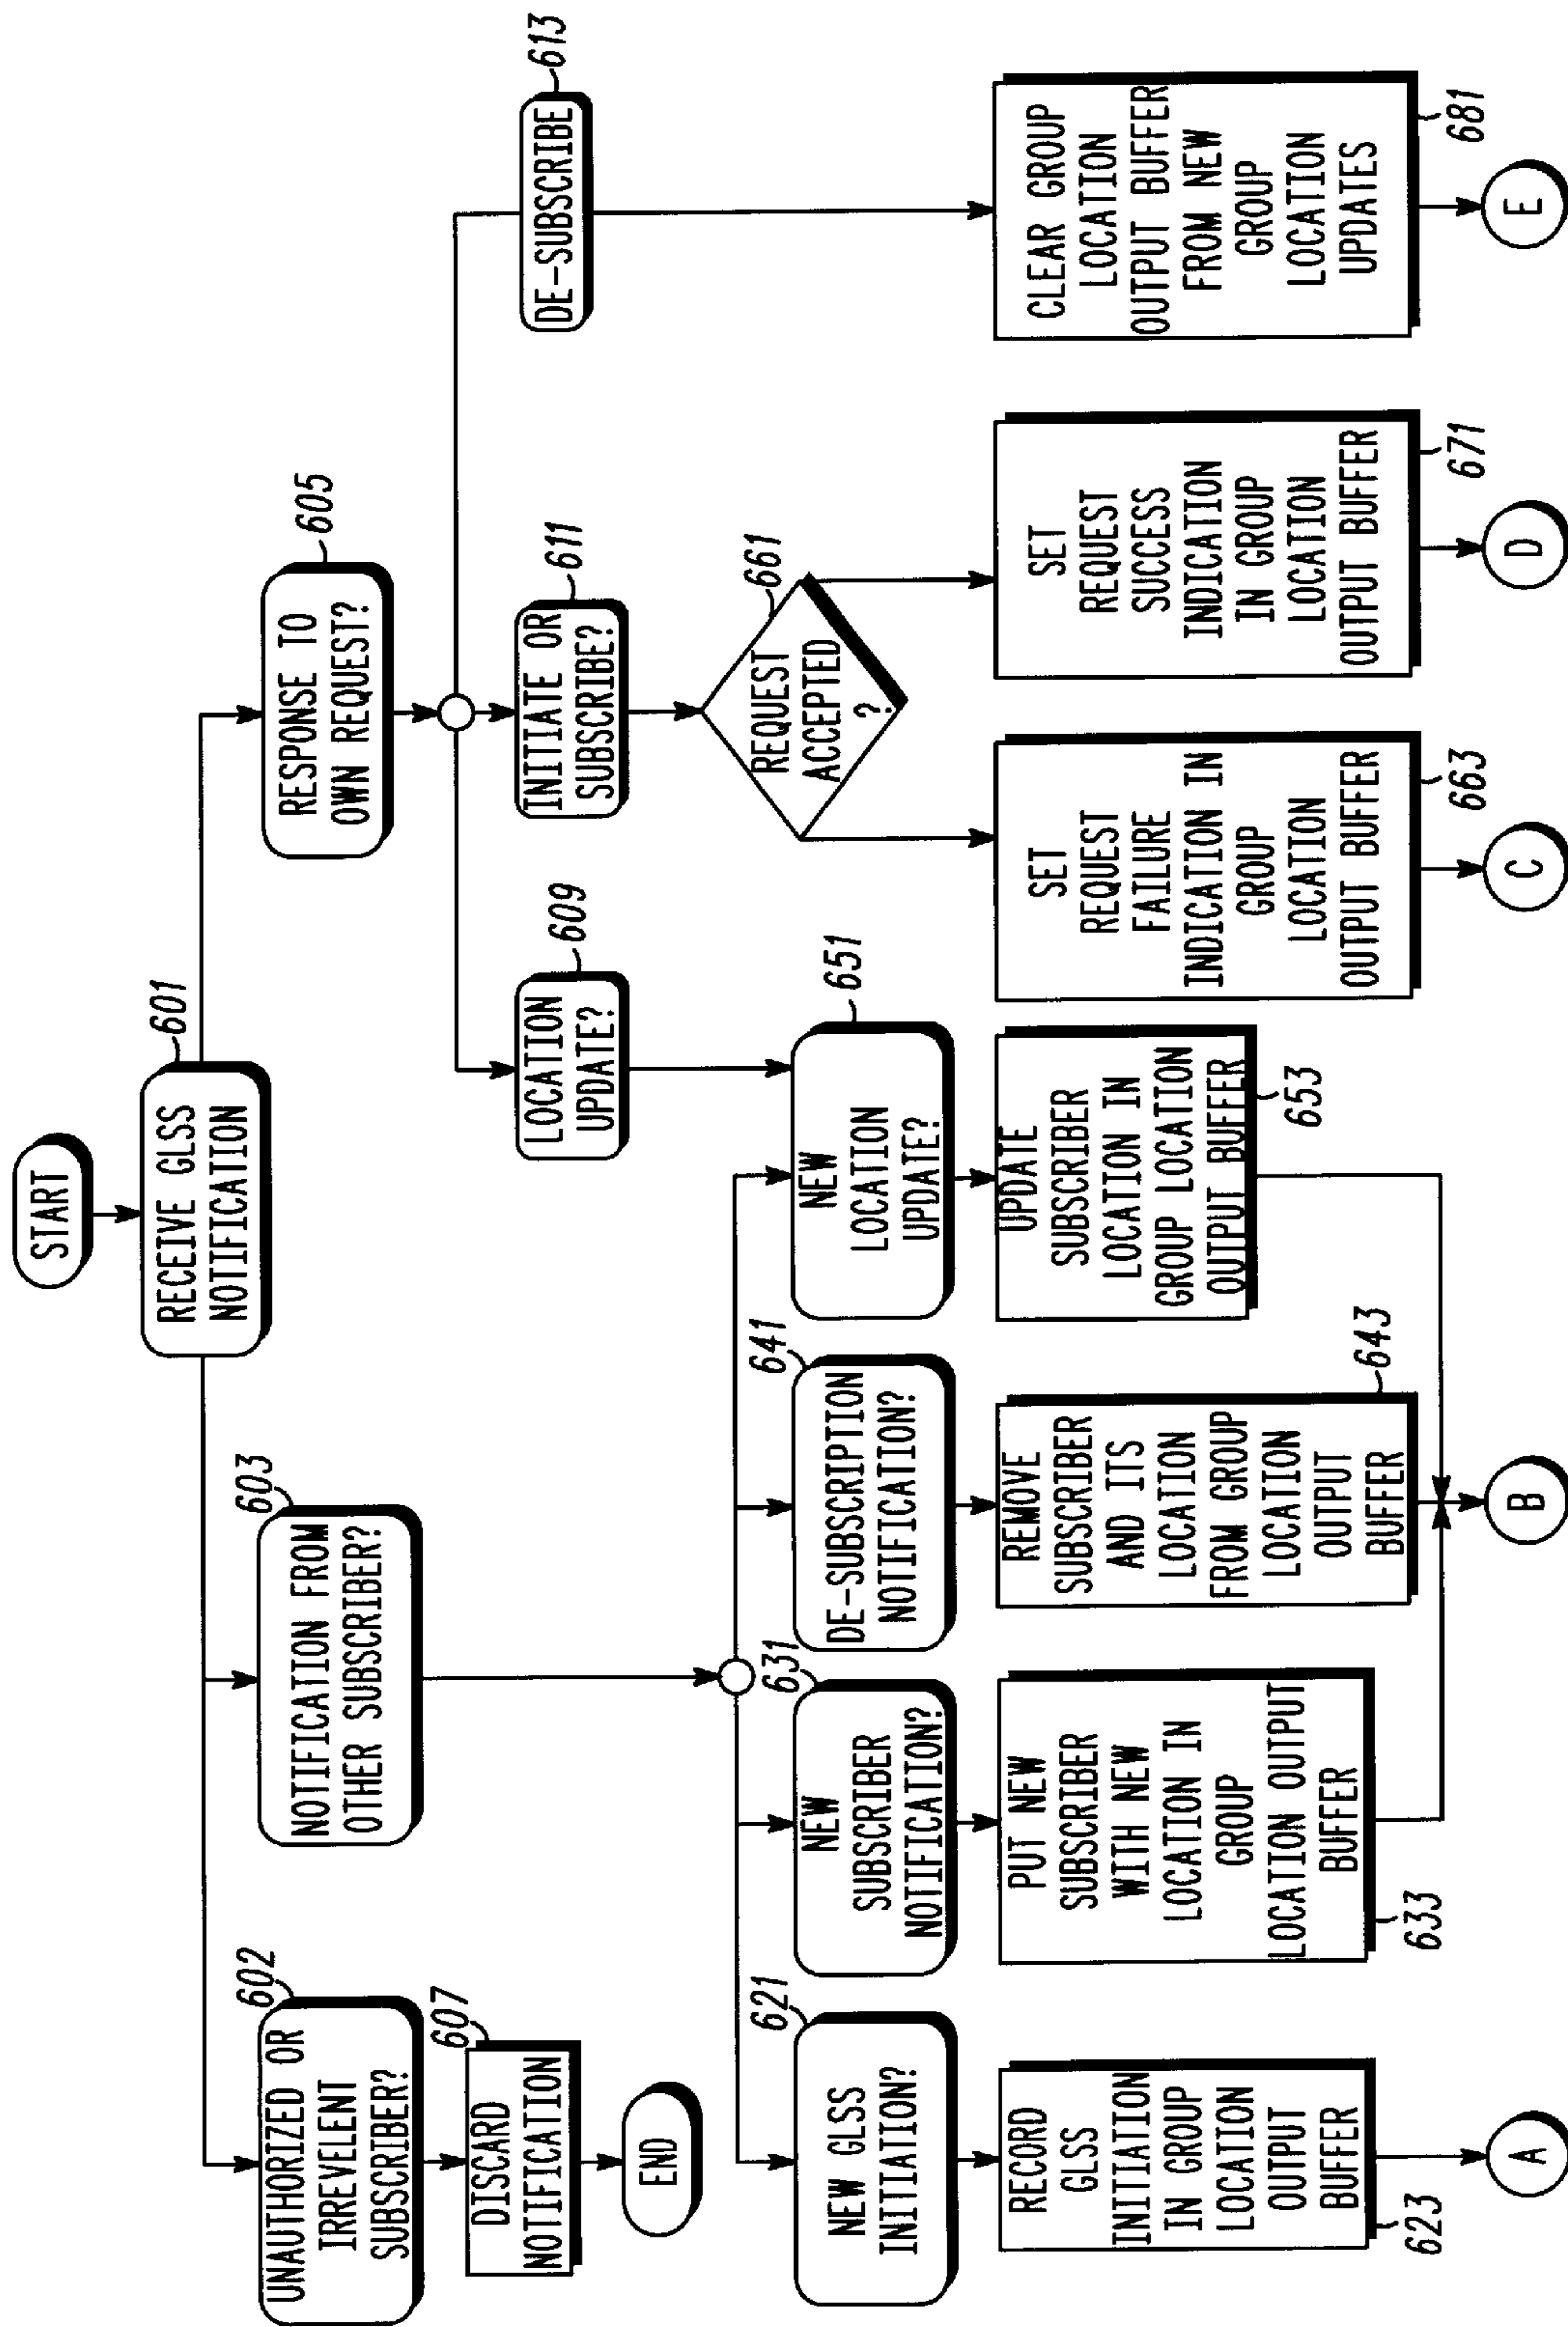 START
601
RECEIVE GLSS
NOTIFICATION
602
UNAUTHORIZED OR
IRREVELENT
SUBSCRIBER?
603
NOTIFICATION FROM
OTHER SUBSCRIBER?
605
RESPONSE TO
OWN REQUEST?
607
DISCARD
NOTIFICATION
END
609
LOCATION
UPDATE?
611
INITIATE OR
SUBSCRIBE?
613
DE-SUBSCRIBE
621
NEW GLSS
INITIATION?
631
NEW
SUBSCRIBER
NOTIFICATION?
641
DE-SUBSCRIPTION
NOTIFICATION?
651
NEW
LOCATION
UPDATE?
661
REQUEST
ACCEPTED
?
RECORD
GLSS
INITIATION
IN GROUP
LOCATION
OUTPUT
BUFFER
623
PUT NEW
SUBSCRIBER
WITH NEW
LOCATION IN
GROUP
LOCATION OUTPUT
BUFFER
633
REMOVE
SUBSCRIBER
AND ITS
LOCATION
FROM GROUP
LOCATION
OUTPUT
BUFFER
643
UPDATE
SUBSCRIBER
LOCATION IN
GROUP LOCATION
OUTPUT BUFFER
653
SET
REQUEST
FAILURE
INDICATION IN
GROUP
LOCATION
OUTPUT BUFFER
663
SET
REQUEST
SUCCESS
INDICATION
IN GROUP
LOCATION
OUTPUT BUFFER
671
CLEAR GROUP
LOCATION
OUTPUT BUFFER
FROM NEW
GROUP
LOCATION
UPDATES
681
A
B
C
D
E